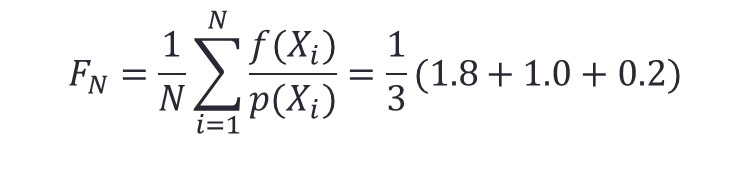 F_N = \frac{1}{N} \sum_{i=1}^{N} \frac{f(X_i)}{p(X_i)} = \frac{1}{3} (1.8 + 1.0 + 0.2)